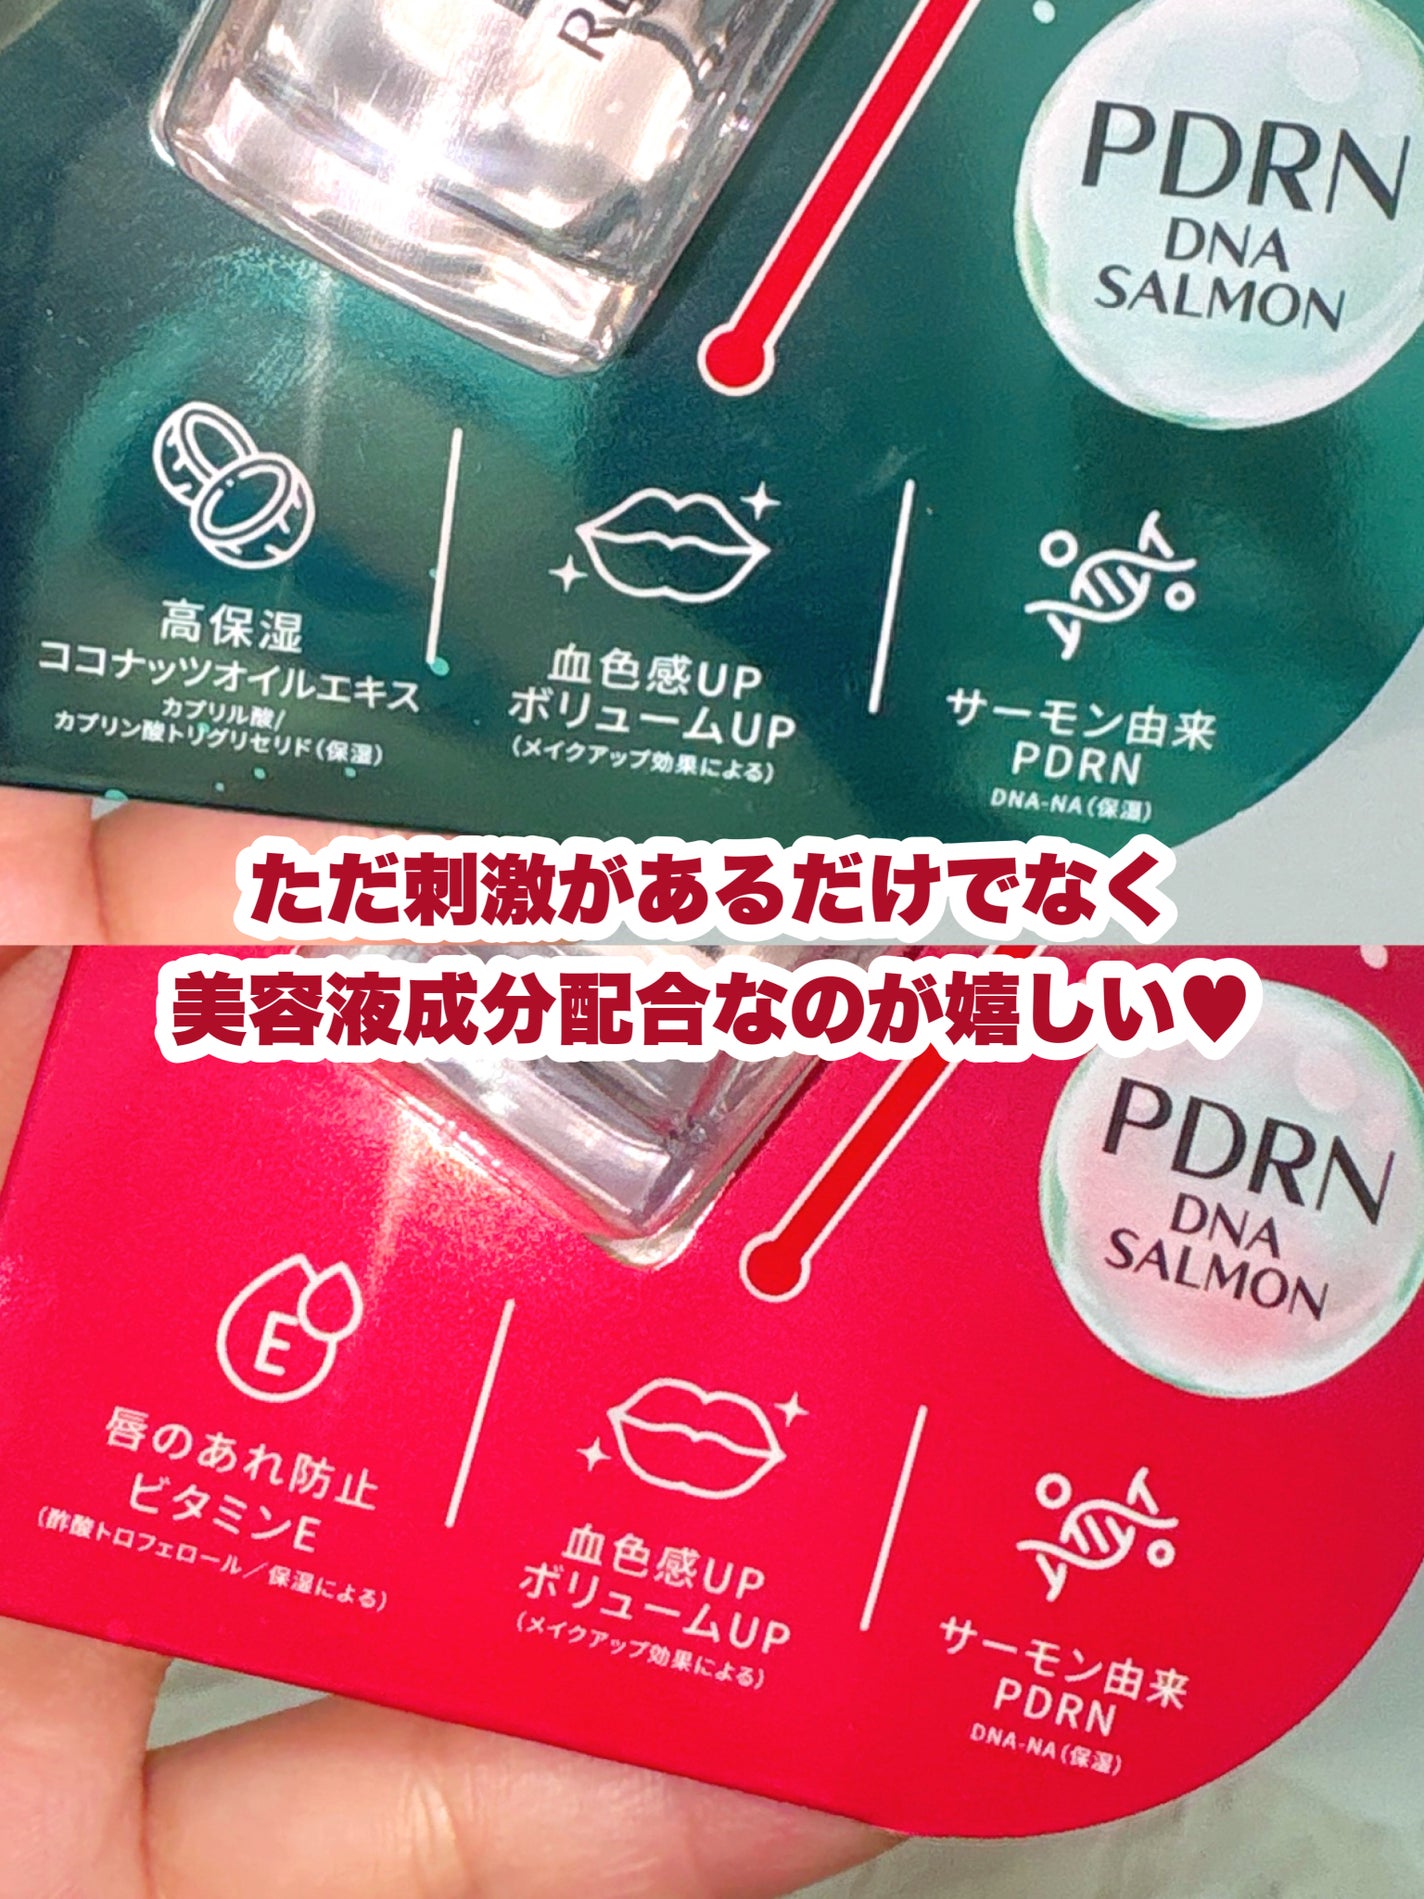 PDRN
DNA
SALMON
高保湿
ココナッツオイルエキス
カプリル酸/
カプリン酸トリグリセリド(保湿)
血色感UP
ボリュームUP
(メイクアップ効果による)
サーモン由来
PDRN
DNA-NA(保湿)
ただ刺激があるだけでなく
美容液成分配合なのが嬉しい♥
PDRN
DNA
SALMON
E
唇のあれ防止
ビタミンE
(酢酸トロフェロール/保湿による)
血色感UP
ボリュームUP
(メイクアップ効果による)
サーモン由来
PDRN
DNA-NA(保湿)